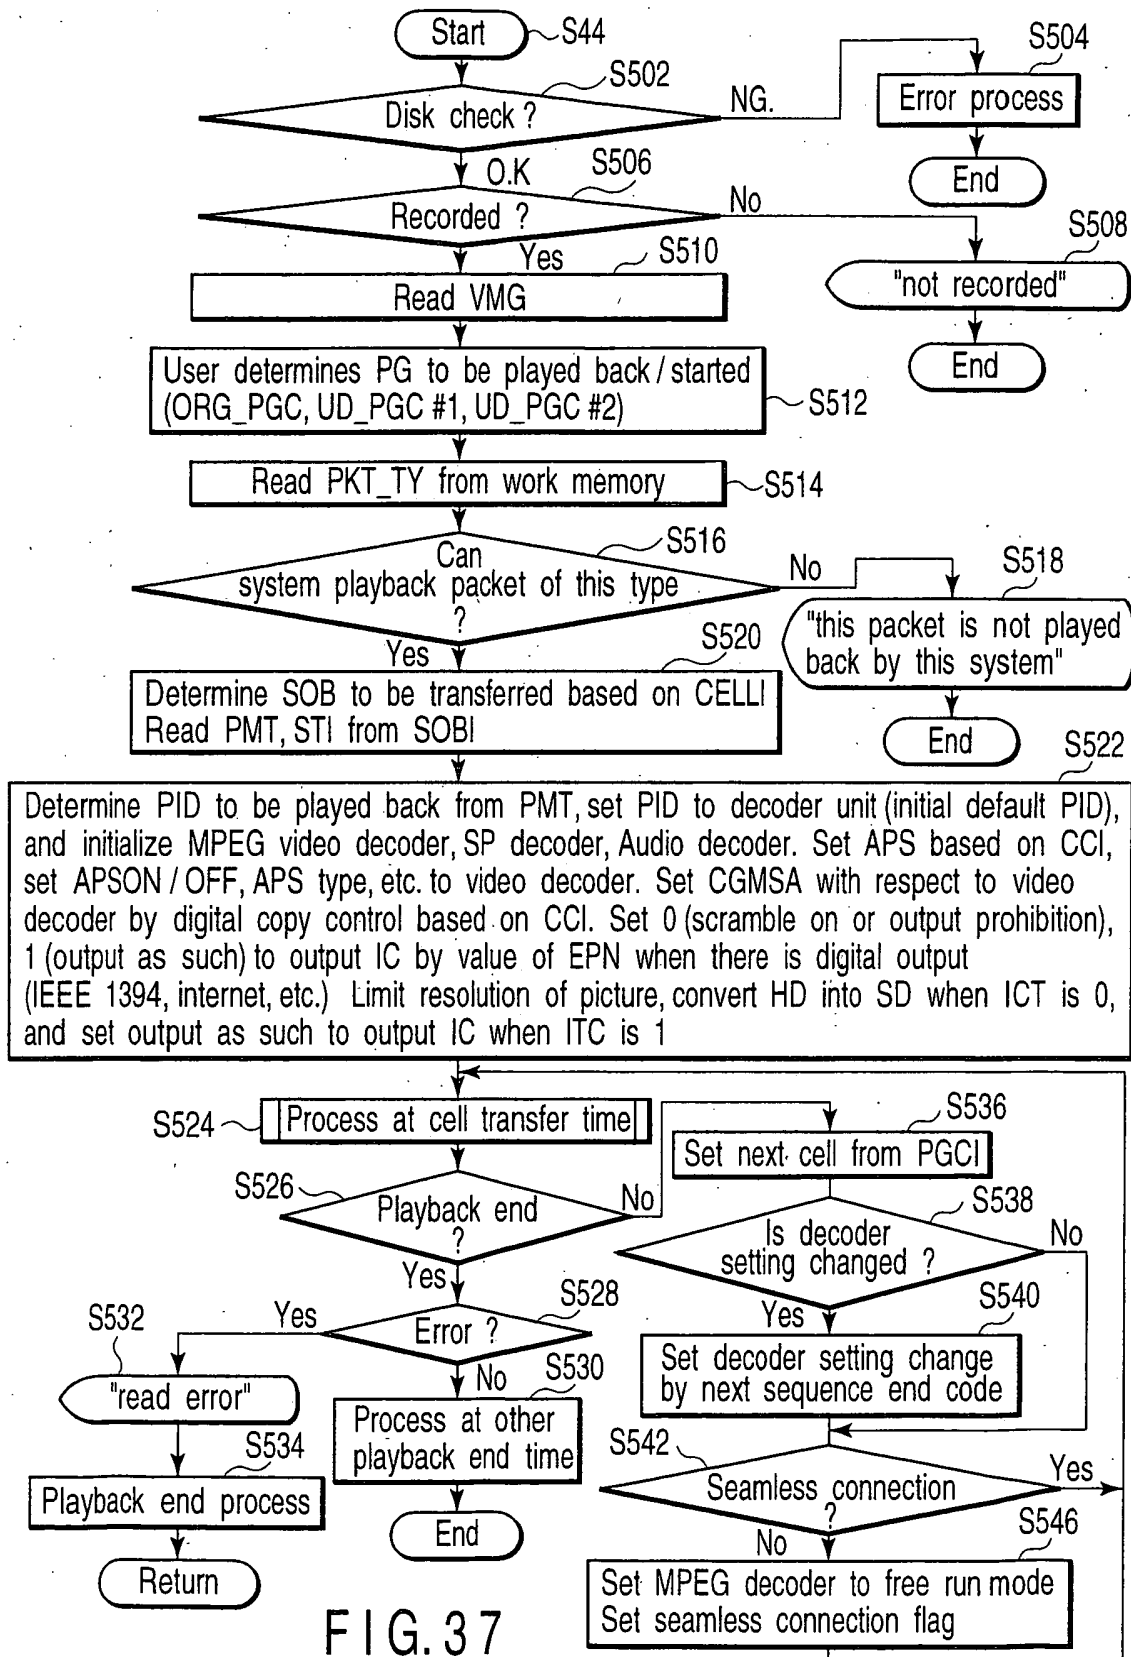 Start
S44
S502
Disk check ?
NG.
S504
Error process
End
O.K
S506
Recorded ?
No
S508
"not recorded"
End
Yes
S510
Read VMG
User determines PG to be played back / started
(ORG_PGC, UD_PGC #1, UD_PGC #2)
S512
Read PKT_TY from work memory
S514
Can
system playback packet of this type
?
S516
No
S518
"this packet is not played
back by this system"
End
Yes
S520
Determine SOB to be transferred based on CELLI
Read PMT, STI from SOBI
S522
Determine PID to be played back from PMT, set PID to decoder unit (initial default PID),
and initialize MPEG video decoder, SP decoder, Audio decoder. Set APS based on CCI,
set APSON / OFF, APS type, etc. to video decoder. Set CGMSA with respect to video
decoder by digital copy control based on CCI. Set 0 (scramble on or output prohibition),
1 (output as such) to output IC by value of EPN when there is digital output
(IEEE 1394, internet, etc.) Limit resolution of picture, convert HD into SD when ICT is 0,
and set output as such to output IC when ITC is 1
S524
Process at cell transfer time
S526
Playback end
?
No
S536
Set next cell from PGCI
S538
Is decoder
setting changed ?
No
Yes
S540
Set decoder setting change
by next sequence end code
Yes
S528
Error ?
Yes
S532
"read error"
S534
Playback end process
Return
No
S530
Process at other
playback end time
End
S542
Seamless connection
?
Yes
No
S546
Set MPEG decoder to free run mode
Set seamless connection flag
FIG. 37